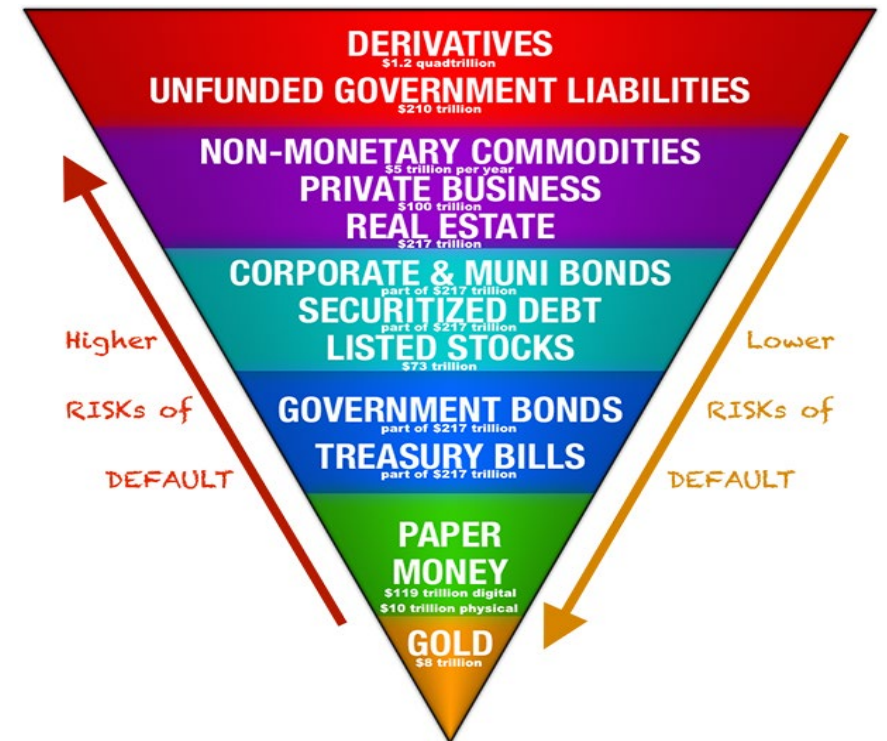 DERIVATIVES
$1.2 quadtrillion
UNFUNDED GOVERNMENT LIABILITIES
$210 trillion
NON-MONETARY COMMODITIES
$5 trillion per year
PRIVATE BUSINESS
$100 trillion
REAL ESTATE
$217 trillion
CORPORATE & MUNI BONDS
part of $217 trillion
SECURITIZED DEBT
part of $217 trillion
LISTED STOCKS
$73 trillion
GOVERNMENT BONDS
part of $217 trillion
TREASURY BILLS
part of $217 trillion
PAPER
MONEY
$119 trillion digital
$10 trillion physical
GOLD
$8 trillion
Higher
RISKs of
DEFAULT
Lower
RISKs of
DEFAULT